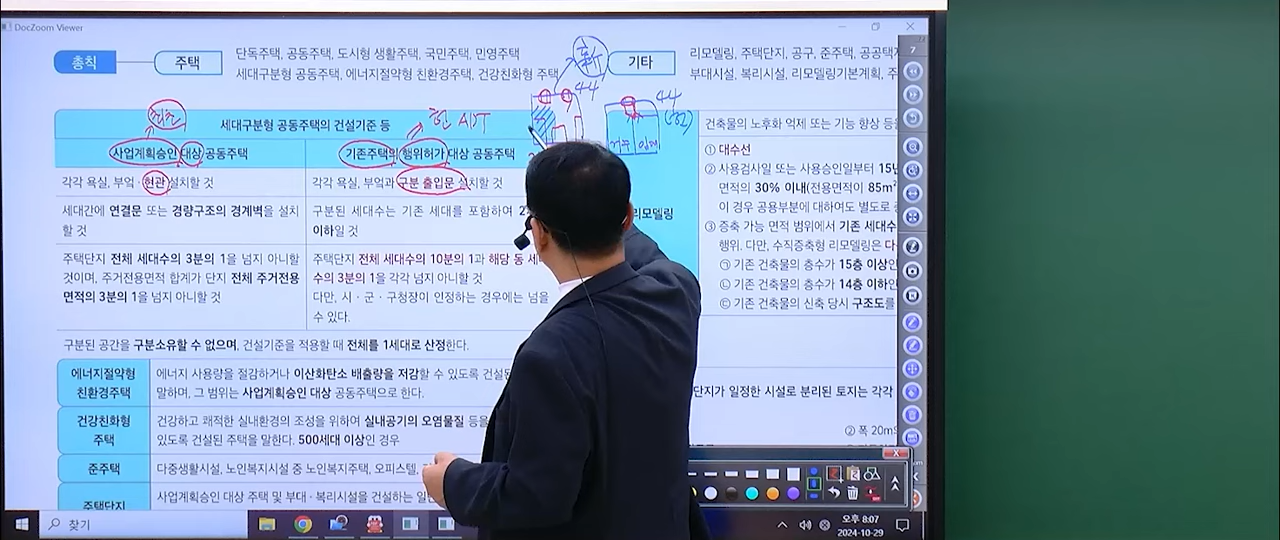 DocZoom Viewer
총칙
주택
단독주택, 공동주택, 도시형 생활주택, 국민주택, 민영주택
세대구분형 공동주택, 에너지절약형 친환경주택, 건강친화형 주택
기타
리모델링, 주택단지, 공구, 준주택, 공공택지
부대시설, 복리시설, 리모델링기본계획,
7
44
44
세대구분형 공동주택의 건설기준 등
사업계획승인 대상 공동주택
기존주택의 행위허가 대상 공동주택
각각 욕실, 부엌·현관 설치할 것
각각 욕실, 부엌과 구분 출입문 설치할 것
세대간에 연결문 또는 경량구조의 경계벽을 설치
할 것
구분된 세대수는 기존 세대를 포함하여 2
이하일 것
주택단지 전체 세대수의 3분의 1을 넘지 아니할
것이며, 주거전용면적 합계가 단지 전체 주거전용
면적의 3분의 1을 넘지 아니할 것
주택단지 전체 세대수의 10분의 1과 해당 동 세대
수의 3분의 1을 각각 넘지 아니할 것
다만, 시·군·구청장이 인정하는 경우에는 넘을
수 있다.
구분된 공간을 구분소유할 수 없으며, 건설기준을 적용할 때 전체를 1세대로 산정한다.
에너지절약형
친환경주택
에너지 사용량을 절감하거나 이산화탄소 배출량을 저감할 수 있도록 건설된
말하며, 그 범위는 사업계획승인 대상 공동주택으로 한다.
건강친화형
주택
건강하고 쾌적한 실내환경의 조성을 위하여 실내공기의 오염물질 등을
있도록 건설된 주택을 말한다. 500세대 이상인 경우
준주택
다중생활시설, 노인복지시설 중 노인복지주택, 오피스텔,
주택단지
사업계획승인 대상 주택 및 부대·복리시설을 건설하는
리모델링
건축물의 노후화 억제 또는 기능 향상 등을
① 대수선
② 사용검사일 또는 사용승인일부터 15년
면적의 30% 이내(전용면적이 85m²
이 경우 공용부분에 대하여도 별도로
③ 증축 가능 면적 범위에서 기존 세대수
행위. 다만, 수직증축형 리모델링은
㉠ 기존 건축물의 층수가 15층 이상인
㉡ 기존 건축물의 층수가 14층 이하인
㉢ 기존 건축물의 신축 당시 구조도를
단지가 일정한 시설로 분리된 토지는 각각
② 폭 20m
찾기
오후 8:07
2024-10-29